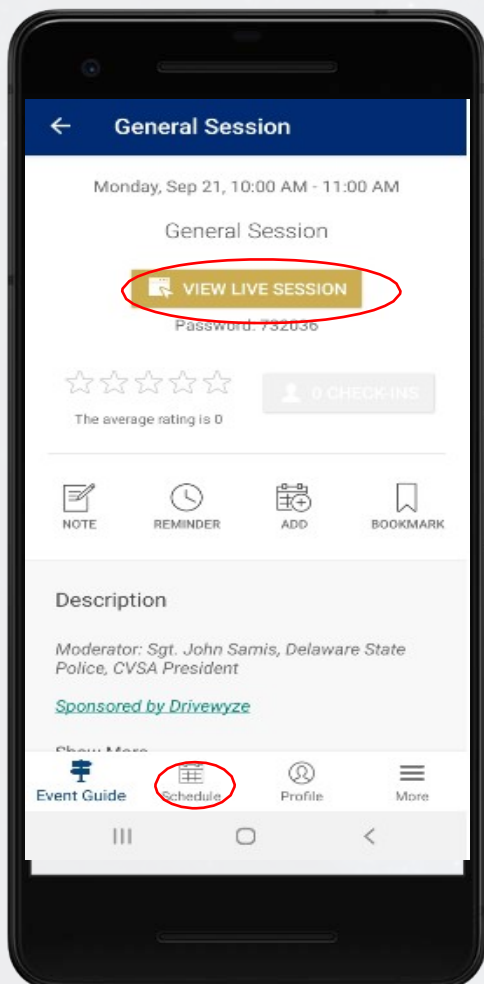 General Session
Monday, Sep 21, 10:00 AM - 11:00 AM
General Session
VIEW LIVE SESSION
Password: 732036
The average rating is 0
0 CHECK-INS
NOTE REMINDER ADD BOOKMARK
Description
Moderator: Sgt. John Samis, Delaware State
Police, CVSA President
Sponsored by Drivewyze
Show More
Event Guide Schedule Profile More